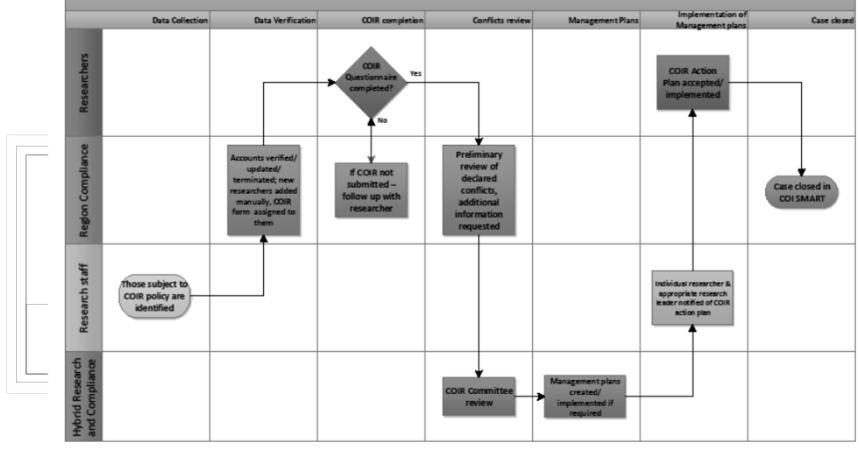 Data Collection
Data Verification
COIR completion
Conflicts review
Management Plans
Implementation of
Management plans
Case closed
Researchers
COIR
Questionnaire
completed?
Yes
No
COIR Action
Plan accepted/
implemented
Region Compliance
Accounts verified/
updated/
terminated; new
researchers added
manually, COIR
form assigned to
them
If COIR not
submitted –
follow up with
researcher
Preliminary
review of
declared
conflicts,
additional
information
requested
Case closed in
COI SMART
Research staff
Those subject to
COIR policy are
identified
Individual researcher &
appropriate research
leader notified of COIR
action plan
Hybrid Research
and Compliance
COIR Committee
review
Management plans
created/
implemented if
required